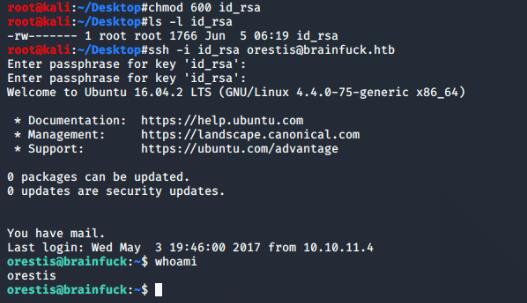 root@kali:~/Desktop#chmod 600 id_rsa
root@kali:~/Desktop#ls -l id_rsa
-rw------- 1 root root 1766 Jun  5 06:19 id_rsa
root@kali:~/Desktop#ssh -i id_rsa orestis@brainfuck.htb
Enter passphrase for key 'id_rsa':
Enter passphrase for key 'id_rsa':
Welcome to Ubuntu 16.04.2 LTS (GNU/Linux 4.4.0-75-generic x86_64)
* Documentation:  https://help.ubuntu.com
* Management:     https://landscape.canonical.com
* Support:        https://ubuntu.com/advantage
0 packages can be updated.
0 updates are security updates.
You have mail.
Last login: Wed May  3 19:46:00 2017 from 10.10.11.4
orestis@brainfuck:~$ whoami
orestis
orestis@brainfuck:~$